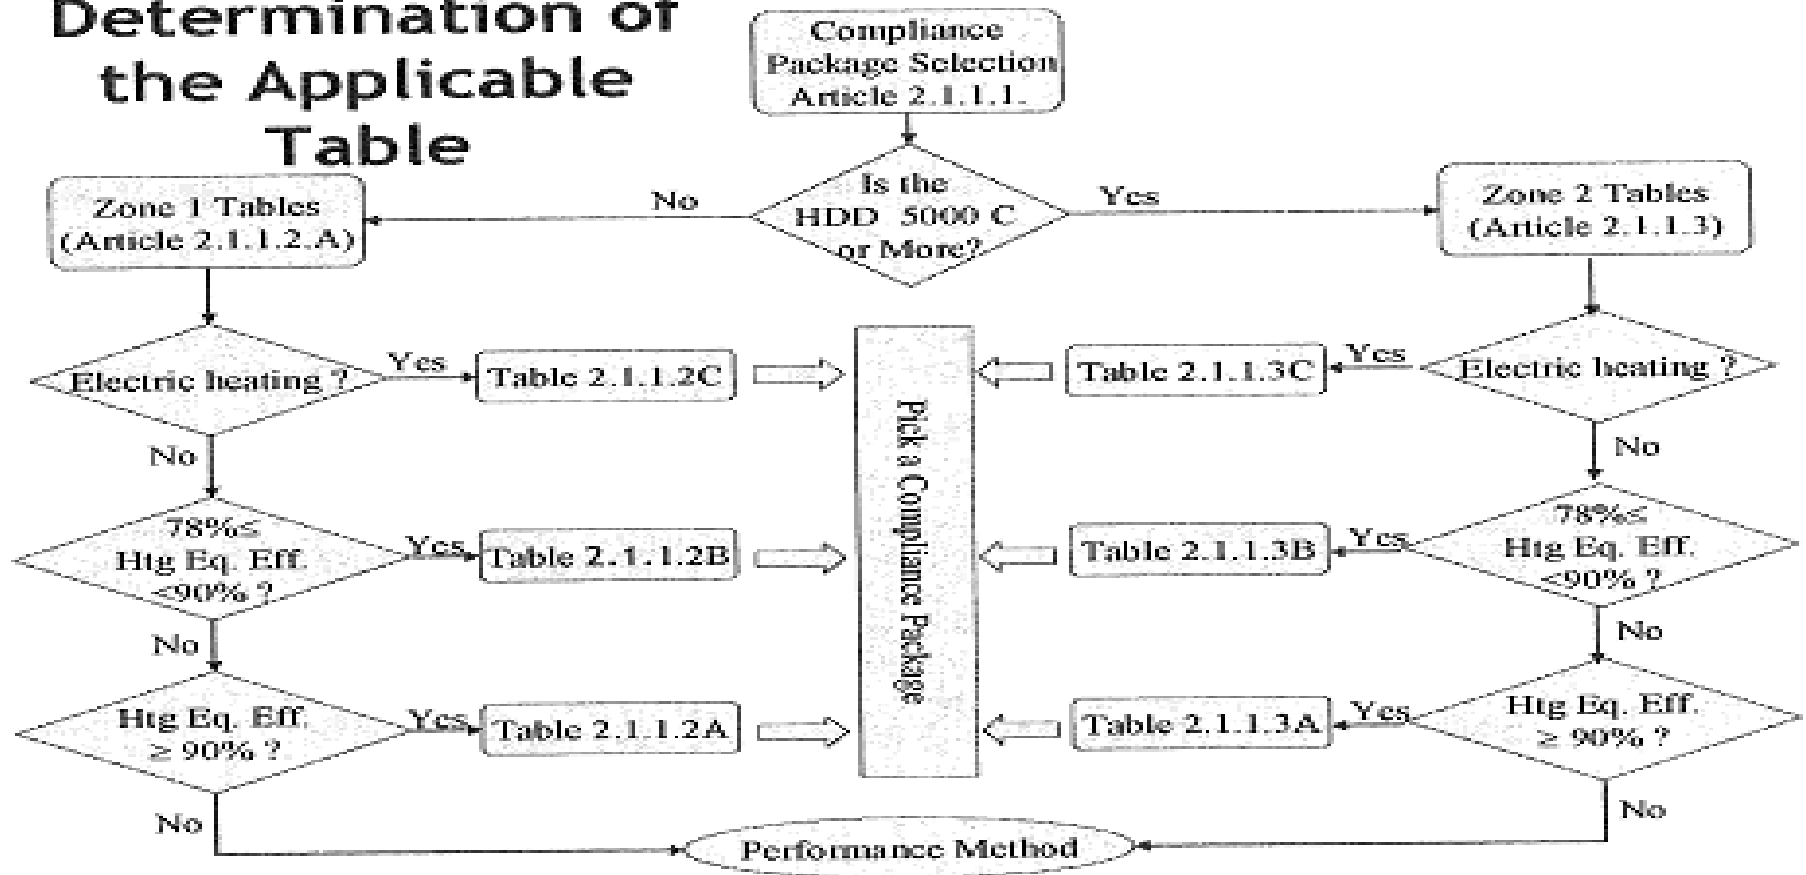 Determination of
the Applicable
Table
Compliance
Package Selection
Article 2.1.1.1.
Is the
HDD 5000 C
or More?
No
Yes
Zone 1 Tables
(Article 2.1.1.2.A)
Zone 2 Tables
(Article 2.1.1.3)
Electric heating ?
Yes
Table 2.1.1.2C
Table 2.1.1.3C
Yes
Electric heating ?
No
No
Pick a Compliance Package
78%≤
Htg Eq. Eff.
<90% ?
Yes
Table 2.1.1.2B
Table 2.1.1.3B
Yes
78%≤
Htg Eq. Eff.
<90% ?
No
No
Htg Eq. Eff.
≥ 90% ?
Yes
Table 2.1.1.2A
Table 2.1.1.3A
Yes
Htg Eq. Eff.
≥ 90% ?
No
No
Performance Method